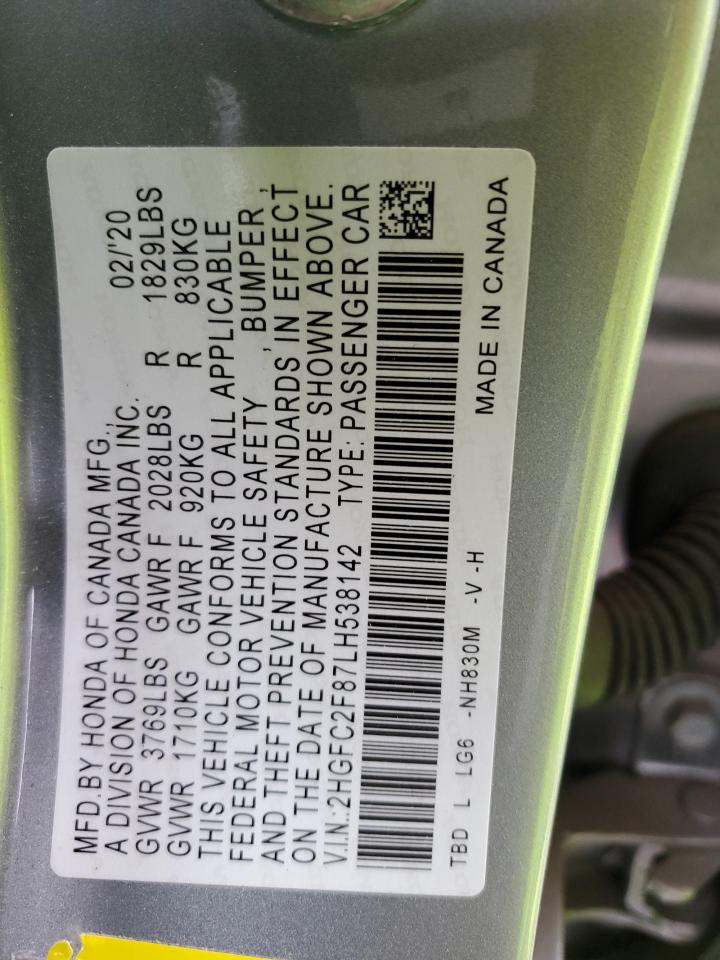 MFD.BY HONDA OF CANADA MFG., 02/'20
A DIVISION OF HONDA CANADA INC.
GVWR 3769LBS GAWR F 2028LBS R 1829LBS
GVWR 1710KG GAWR F 920KG R 830KG
THIS VEHICLE CONFORMS TO ALL APPLICABLE
FEDERAL MOTOR VEHICLE SAFETY , BUMPER ,
AND THEFT PREVENTION STANDARDS, IN EFFECT
ON THE DATE OF MANUFACTURE SHOWN ABOVE.
V.I.N.:2HGFC2F87LH538142 TYPE: PASSENGER CAR
TBD L LG6 -NH830M -V -H MADE IN CANADA